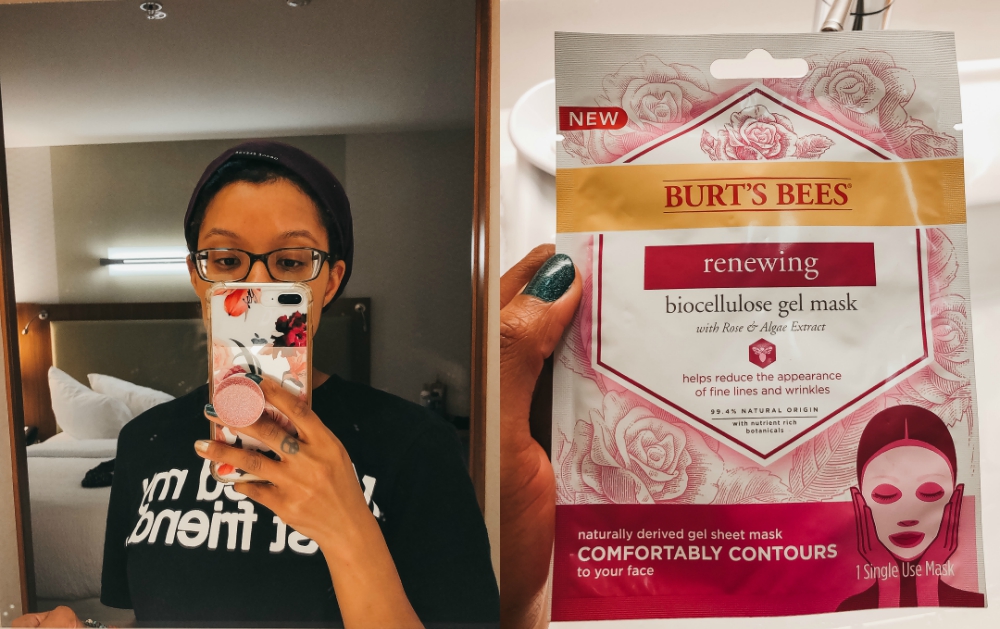 d my
t friend
NEW
BURT'S BEES®
renewing
biocellulose gel mask
with Rose & Algae Extract
helps reduce the appearance
of fine lines and wrinkles
99.4% NATURAL ORIGIN
with nutrient rich
botanicals
naturally derived gel sheet mask
COMFORTABLY CONTOURS
to your face
1 Single Use Mask